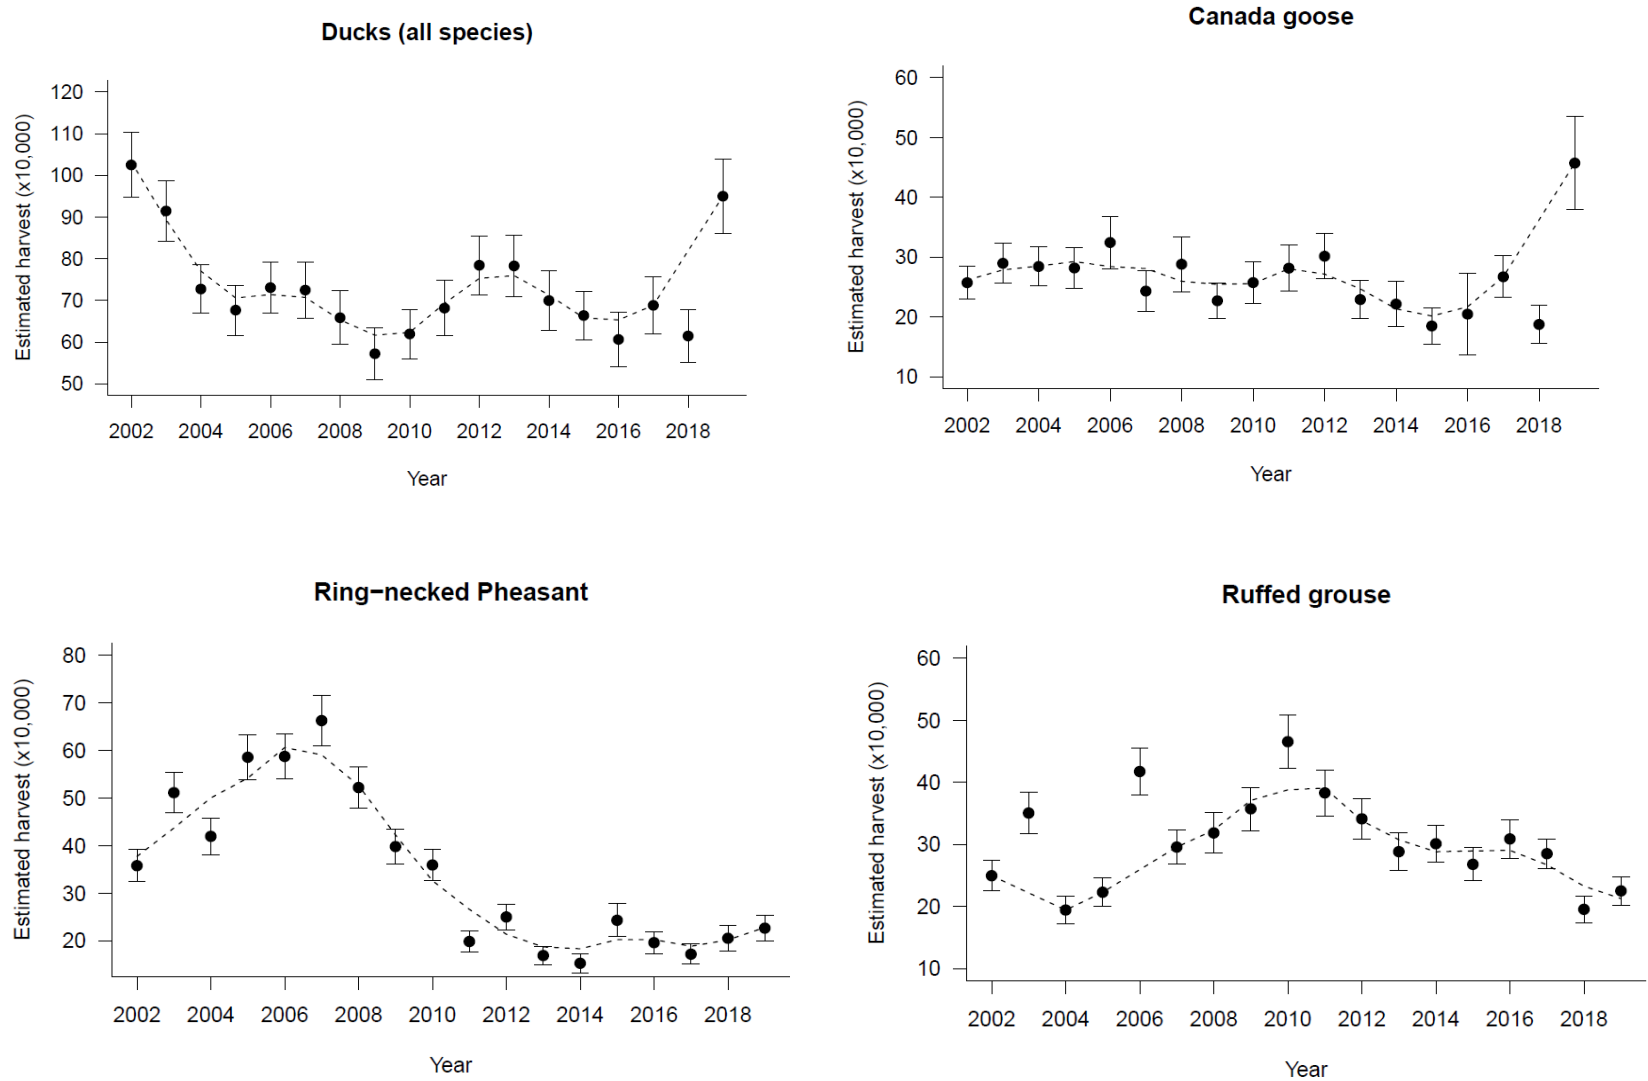 Ducks (all species)
Estimated harvest (x10,000)
120
110
100
90
80
70
60
50
2002 2004 2006 2008 2010 2012 2014 2016 2018
Year
Canada goose
Estimated harvest (x10,000)
60
50
40
30
20
10
2002 2004 2006 2008 2010 2012 2014 2016 2018
Year
Ring−necked Pheasant
Estimated harvest (x10,000)
80
70
60
50
40
30
20
2002 2004 2006 2008 2010 2012 2014 2016 2018
Year
Ruffed grouse
Estimated harvest (x10,000)
60
50
40
30
20
10
2002 2004 2006 2008 2010 2012 2014 2016 2018
Year